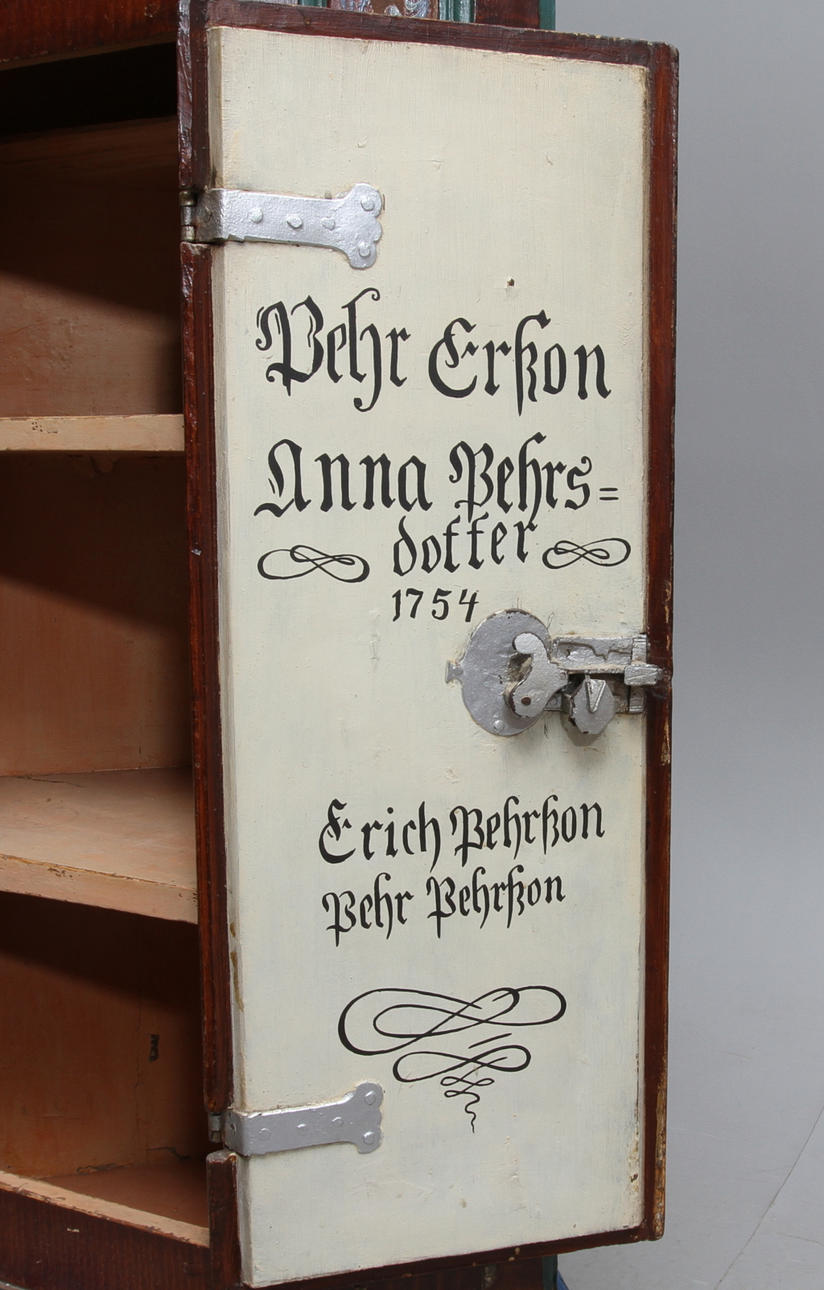 Pehr Erßon
Anna Pehrs=
dotter
1754
Erich Pehrßon
Pehr Pehrßon